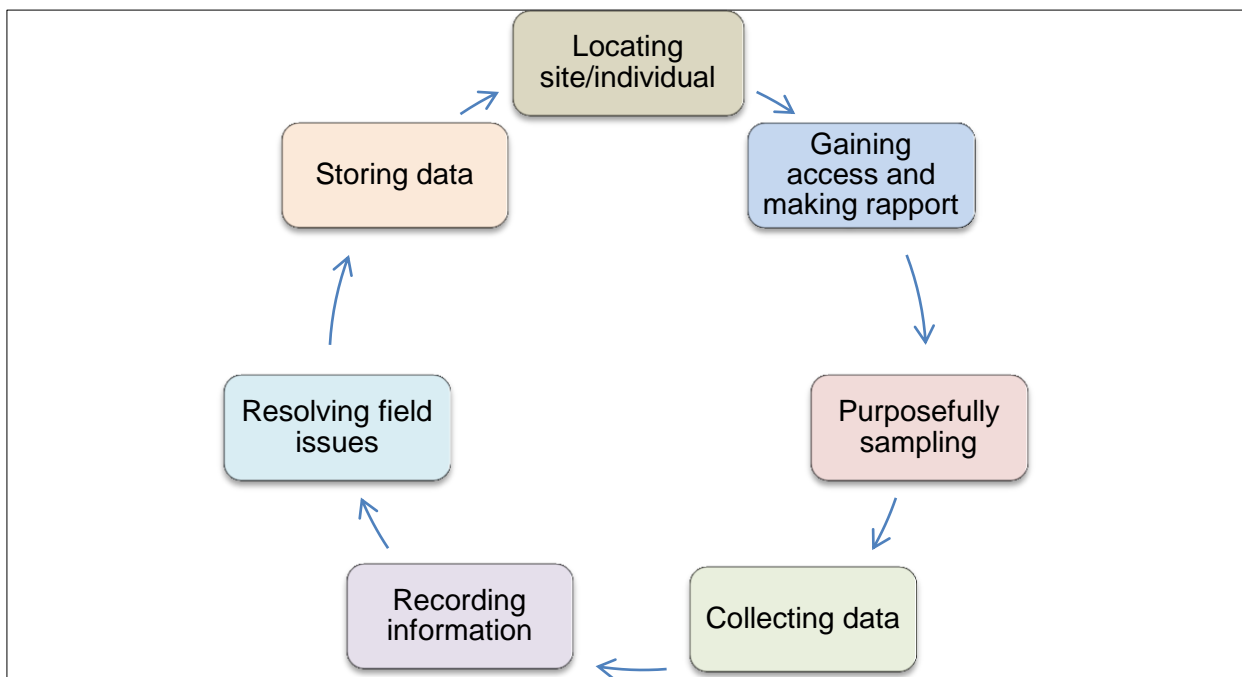 Locating
site/individual
Gaining
access and
making rapport
Purposefully
sampling
Collecting data
Recording
information
Resolving field
issues
Storing data